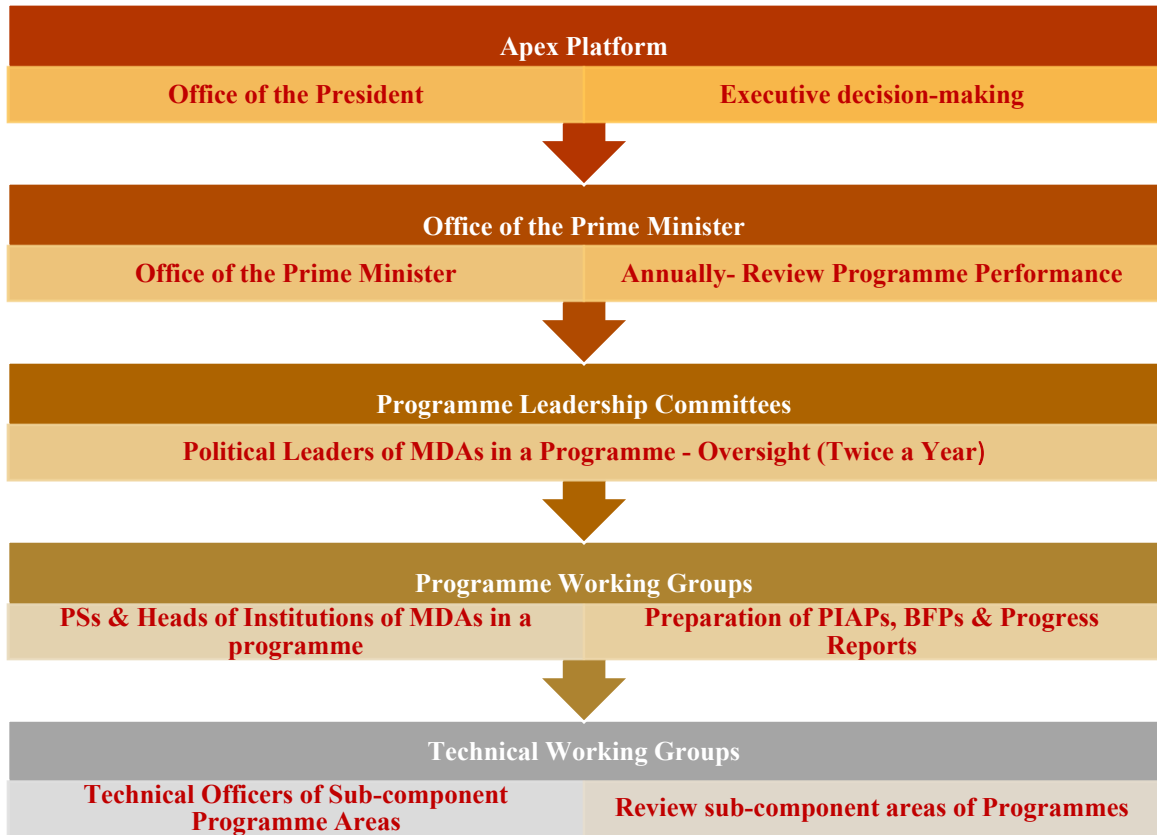 Apex Platform
Office of the President
Executive decision-making
Office of the Prime Minister
Office of the Prime Minister
Annually- Review Programme Performance
Programme Leadership Committees
Political Leaders of MDAs in a Programme - Oversight (Twice a Year)
Programme Working Groups
PSs & Heads of Institutions of MDAs in a
programme
Preparation of PIAPs, BFPs & Progress
Reports
Technical Working Groups
Technical Officers of Sub-component
Programme Areas
Review sub-component areas of Programmes